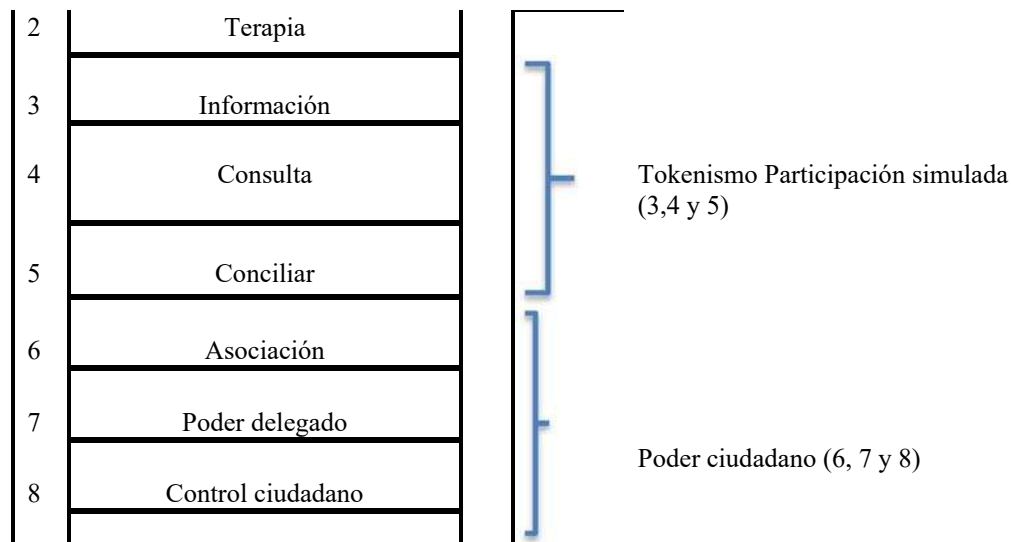 2 Terapia
3 Información
4 Consulta
Tokenismo Participación simulada
(3,4 y 5)
5 Conciliar
6 Asociación
7 Poder delegado
Poder ciudadano (6, 7 y 8)
8 Control ciudadano